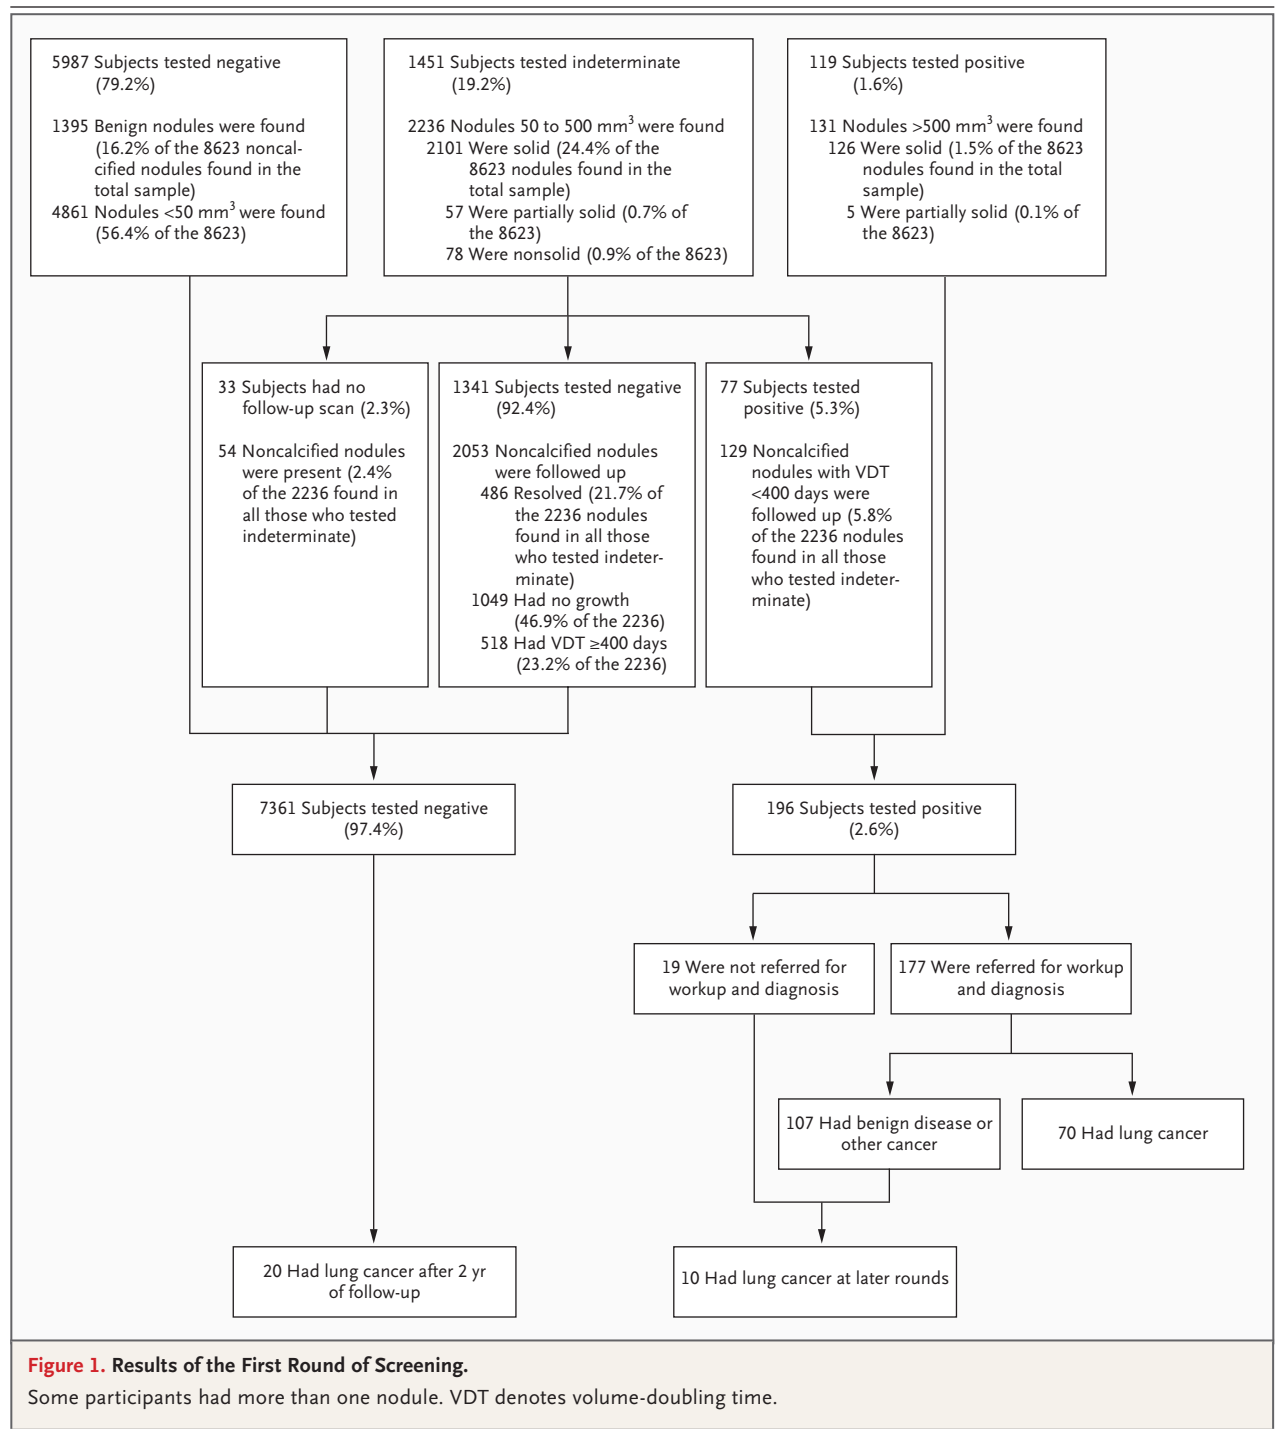 5987 Subjects tested negative
(79.2%)
1395 Benign nodules were found
(16.2% of the 8623 noncal-
cified nodules found in the
total sample)
4861 Nodules <50 mm³ were found
(56.4% of the 8623)
1451 Subjects tested indeterminate
(19.2%)
2236 Nodules 50 to 500 mm³ were found
2101 Were solid (24.4% of the
8623 nodules found in the
total sample)
57 Were partially solid (0.7% of
the 8623)
78 Were nonsolid (0.9% of the 8623)
119 Subjects tested positive
(1.6%)
131 Nodules >500 mm³ were found
126 Were solid (1.5% of the 8623
nodules found in the total
sample)
5 Were partially solid (0.1% of
the 8623)
33 Subjects had no
follow-up scan (2.3%)
54 Noncalcified nodules
were present (2.4%
of the 2236 found in
all those who tested
indeterminate)
1341 Subjects tested negative
(92.4%)
2053 Noncalcified nodules
were followed up
486 Resolved (21.7% of
the 2236 nodules
found in all those
who tested indeter-
minate)
1049 Had no growth
(46.9% of the 2236)
518 Had VDT ≥400 days
(23.2% of the 2236)
77 Subjects tested
positive (5.3%)
129 Noncalcified
nodules with VDT
<400 days were
followed up (5.8%
of the 2236 nodules
found in all those
who tested indeter-
minate)
7361 Subjects tested negative
(97.4%)
196 Subjects tested positive
(2.6%)
19 Were not referred for
workup and diagnosis
177 Were referred for workup
and diagnosis
107 Had benign disease or
other cancer
70 Had lung cancer
20 Had lung cancer after 2 yr
of follow-up
10 Had lung cancer at later rounds
Figure 1. Results of the First Round of Screening.
Some participants had more than one nodule. VDT denotes volume-doubling time.